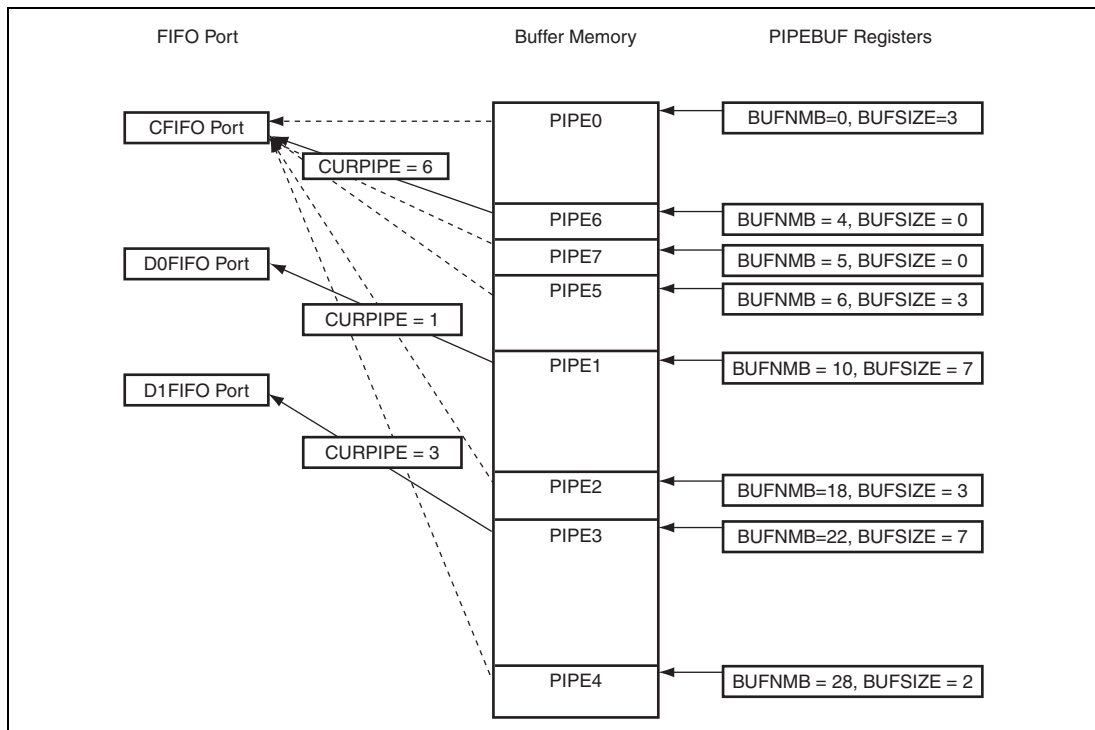 FIFO Port
Buffer Memory
PIPEBUF Registers
CFIFO Port
PIPE0
BUFNMB=0, BUFSIZE=3
CURPIPE = 6
PIPE6
BUFNMB = 4, BUFSIZE = 0
D0FIFO Port
PIPE7
BUFNMB = 5, BUFSIZE = 0
PIPE5
BUFNMB = 6, BUFSIZE = 3
CURPIPE = 1
PIPE1
BUFNMB = 10, BUFSIZE = 7
D1FIFO Port
CURPIPE = 3
PIPE2
BUFNMB=18, BUFSIZE = 3
PIPE3
BUFNMB=22, BUFSIZE = 7
PIPE4
BUFNMB = 28, BUFSIZE = 2